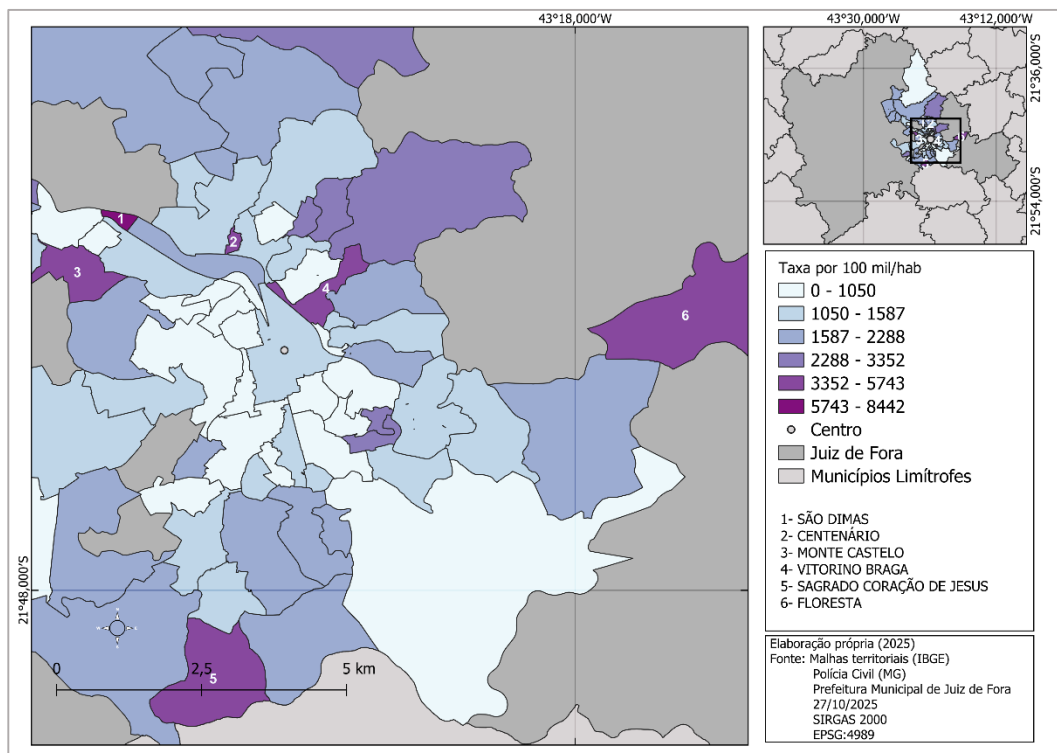 43°18,000'W
43°30,000'W 43°12,000'W
21°36,000'S
21°54,000'S
21°48,000'S
1
2
3
4
5
6
0 2,5 5 km
Taxa por 100 mil/hab
0 - 1050
1050 - 1587
1587 - 2288
2288 - 3352
3352 - 5743
5743 - 8442
Centro
Juiz de Fora
Municípios Limítrofes
1- SÃO DIMAS
2- CENTENÁRIO
3- MONTE CASTELO
4- VITORINO BRAGA
5- SAGRADO CORAÇÃO DE JESUS
6- FLORESTA
Elaboração própria (2025)
Fonte: Malhas territoriais (IBGE)
Polícia Civil (MG)
Prefeitura Municipal de Juiz de Fora
27/10/2025
SIRGAS 2000
EPSG:4989